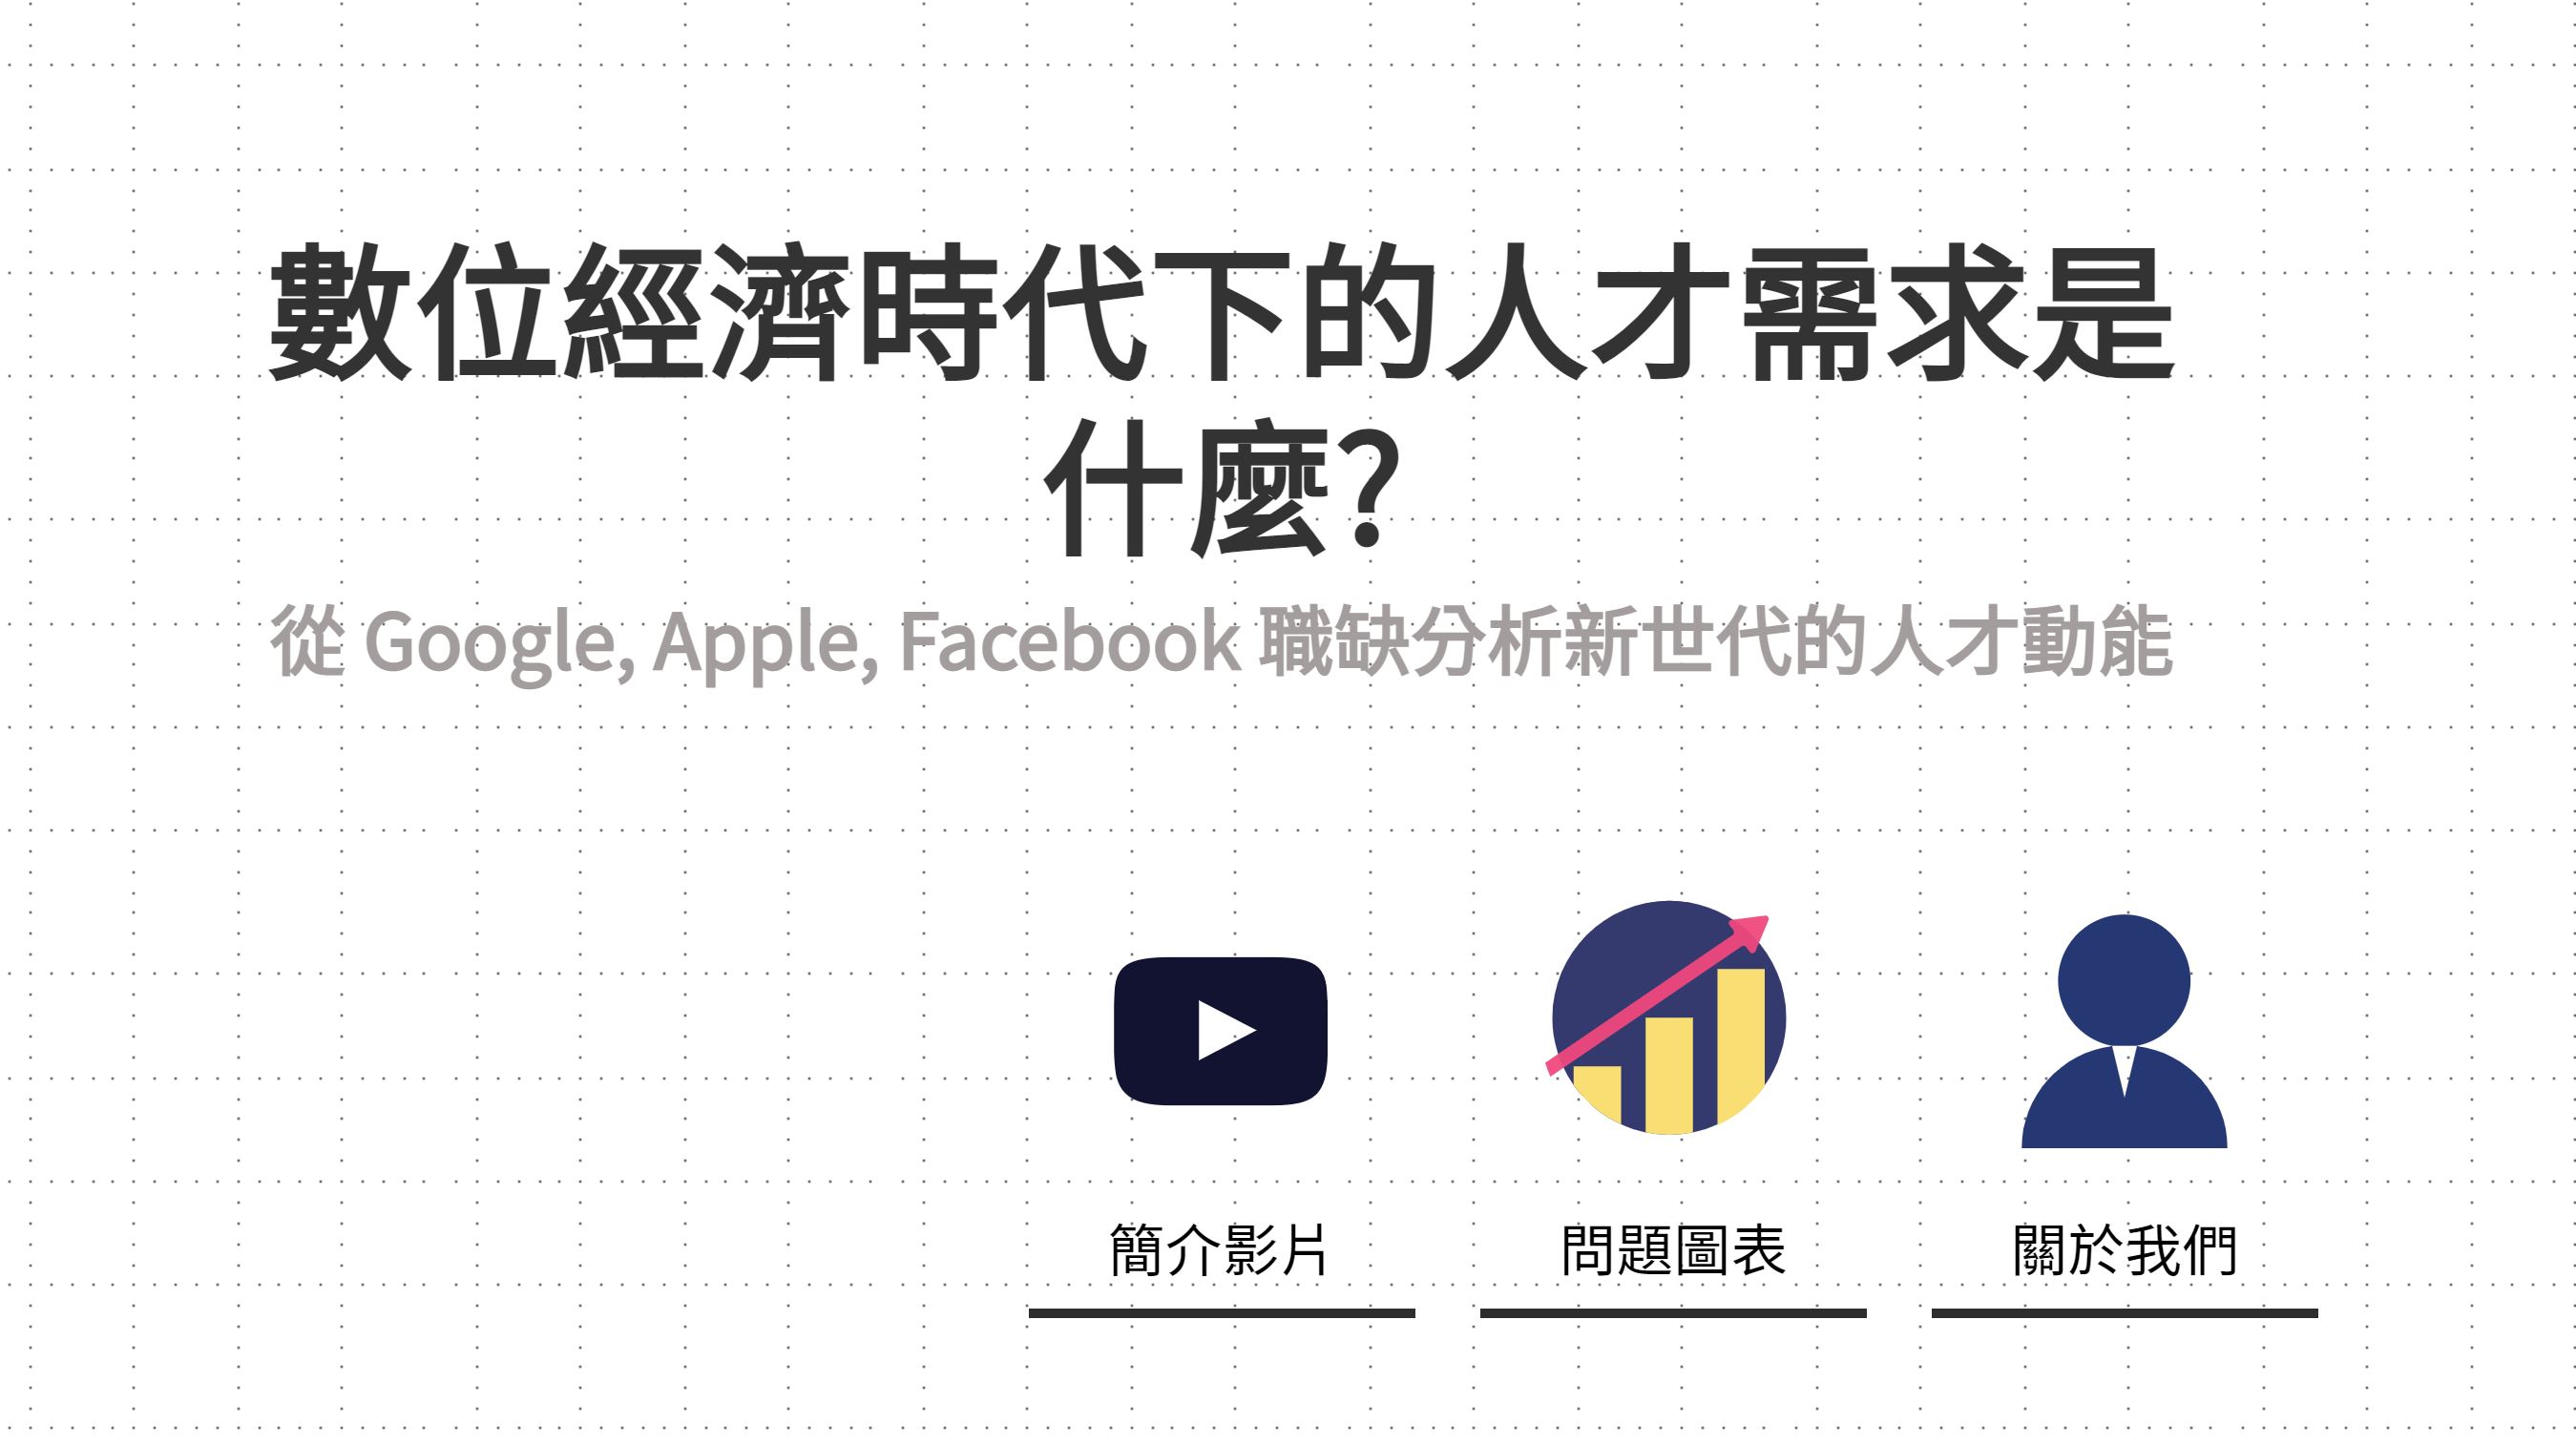 數位經濟時代下的人才需求是
什麼?
從 Google, Apple, Facebook 職缺分析新世代的人才動能
簡介影片
問題圖表
關於我們